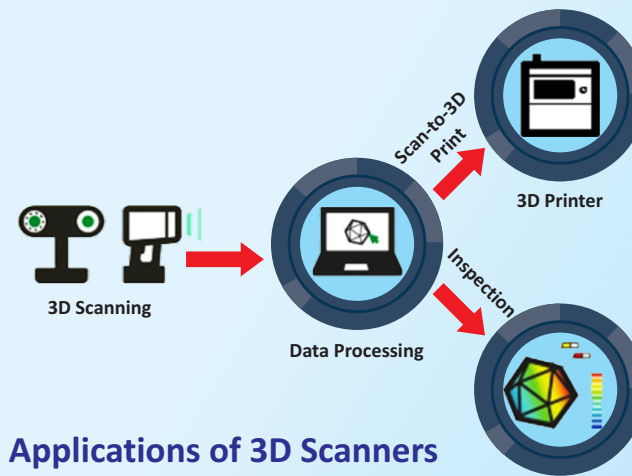 Scan-to-3D
Print
3D Printer
3D Scanning
Inspection
Data Processing
Applications of 3D Scanners